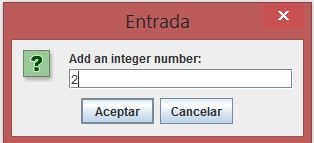 Entrada
x
?
Add an integer number:
2
Aceptar Cancelar